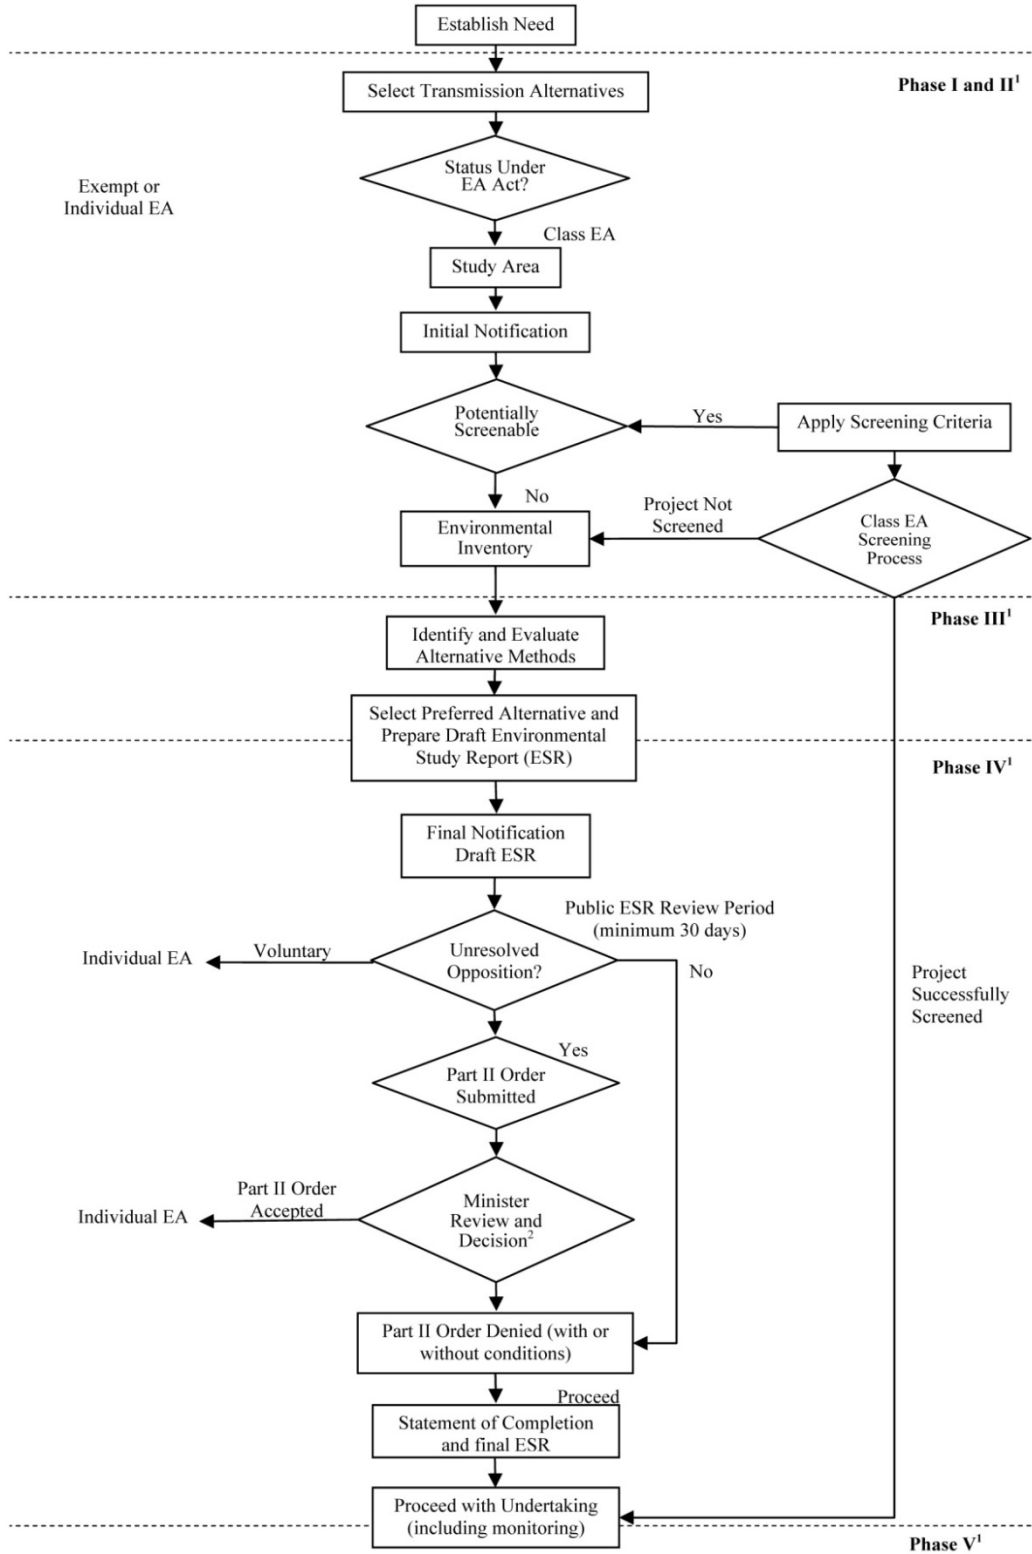 Establish Need
Phase I and II¹
Select Transmission Alternatives
Status Under
EA Act?
Exempt or
Individual EA
Class EA
Study Area
Initial Notification
Potentially
Screenable
Yes
Apply Screening Criteria
No
Project Not
Screened
Environmental
Inventory
Class EA
Screening
Process
Phase III¹
Identify and Evaluate
Alternative Methods
Select Preferred Alternative and
Prepare Draft Environmental
Study Report (ESR)
Phase IV¹
Final Notification
Draft ESR
Public ESR Review Period
(minimum 30 days)
Individual EA
Voluntary
Unresolved
Opposition?
No
Project
Successfully
Screened
Yes
Part II Order
Submitted
Individual EA
Part II Order
Accepted
Minister
Review and
Decision²
Part II Order Denied (with or
without conditions)
Proceed
Statement of Completion
and final ESR
Proceed with Undertaking
(including monitoring)
Phase V¹